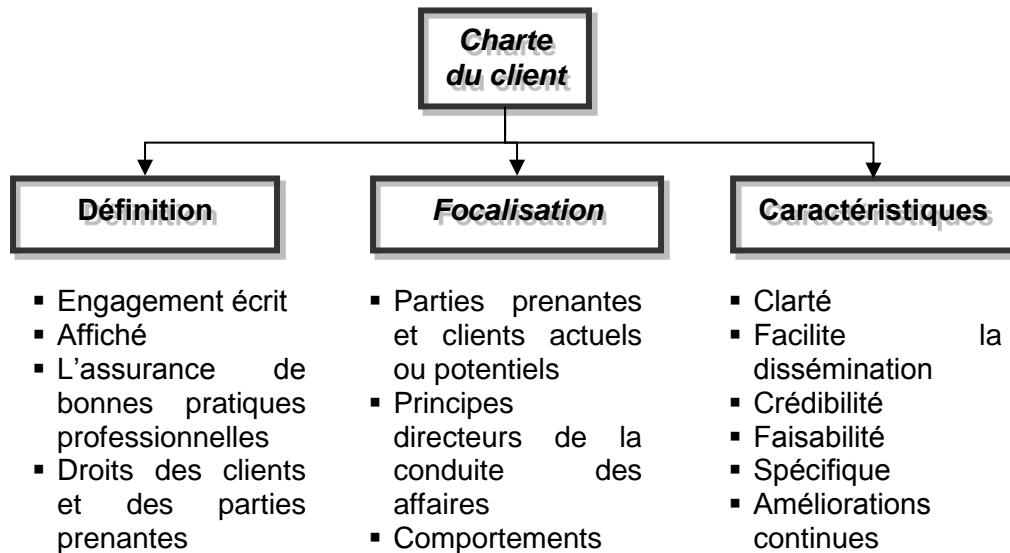 Charte
du client
Définition
▪ Engagement écrit
▪ Affiché
▪ L’assurance de
bonnes pratiques
professionnelles
▪ Droits des clients
et des parties
prenantes
Focalisation
▪ Parties prenantes
et clients actuels
ou potentiels
▪ Principes
directeurs de la
conduite des
affaires
▪ Comportements
Caractéristiques
▪ Clarté
▪ Facilite la
dissémination
▪ Crédibilité
▪ Faisabilité
▪ Spécifique
▪ Améliorations
continues